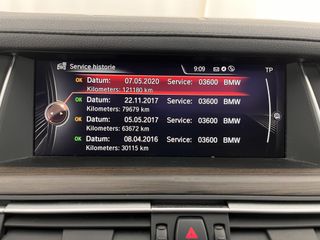 Service historie 9:09 TP
OK Datum: 07.05.2020 Service: 03600 BMW
Kilometers: 121180 km
OK Datum: 22.11.2017 Service: 03600 BMW
Kilometers: 79679 km
OK Datum: 05.05.2017 Service: 03600 BMW
Kilometers: 63672 km
OK Datum: 08.04.2016 Service: 03600 BMW
Kilometers: 30115 km